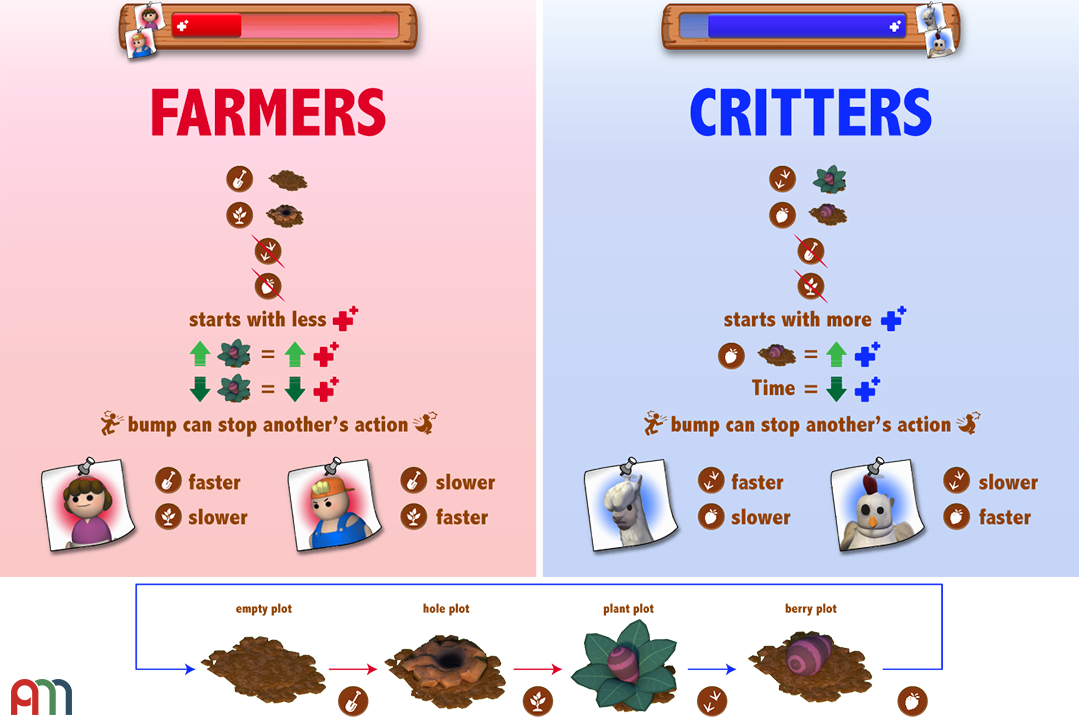 FARMERS
starts with less
=
=
bump can stop another's action
faster
slower
slower
faster
CRITTERS
starts with more
=
Time =
bump can stop another's action
faster
slower
slower
faster
empty plot
hole plot
plant plot
berry plot
AM